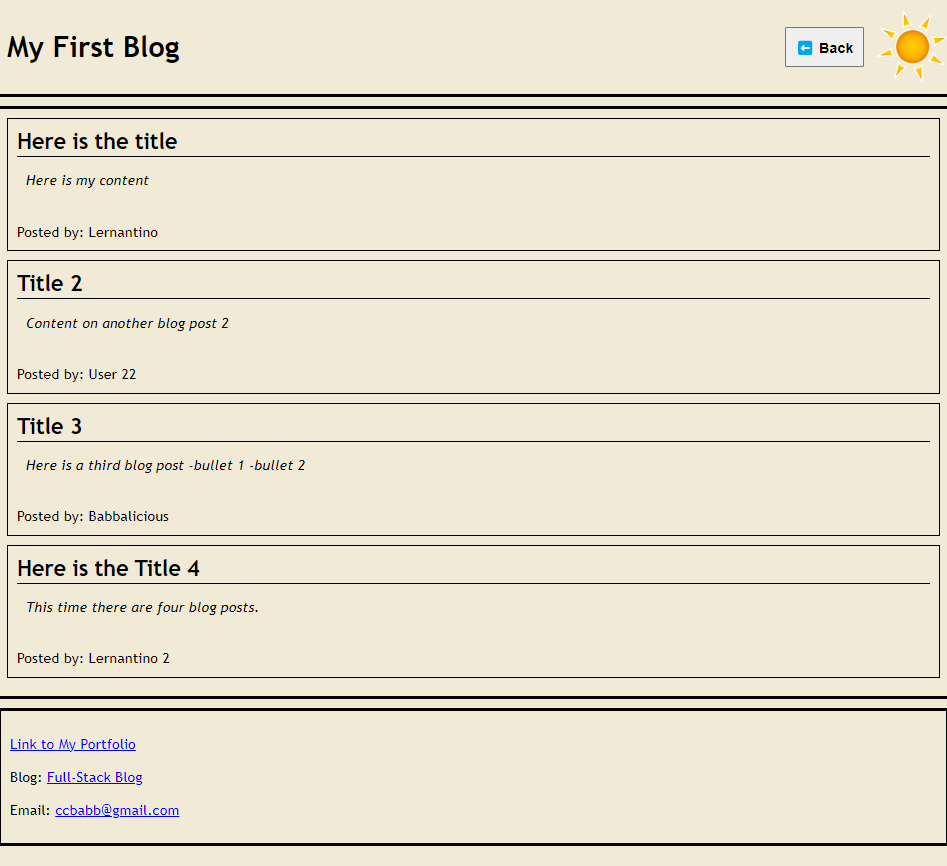 My First Blog
Back
Here is the title
Here is my content
Posted by: Lernantino
Title 2
Content on another blog post 2
Posted by: User 22
Title 3
Here is a third blog post -bullet 1 -bullet 2
Posted by: Babbalicious
Here is the Title 4
This time there are four blog posts.
Posted by: Lernantino 2
Link to My Portfolio
Blog: Full-Stack Blog
Email: ccbabb@gmail.com